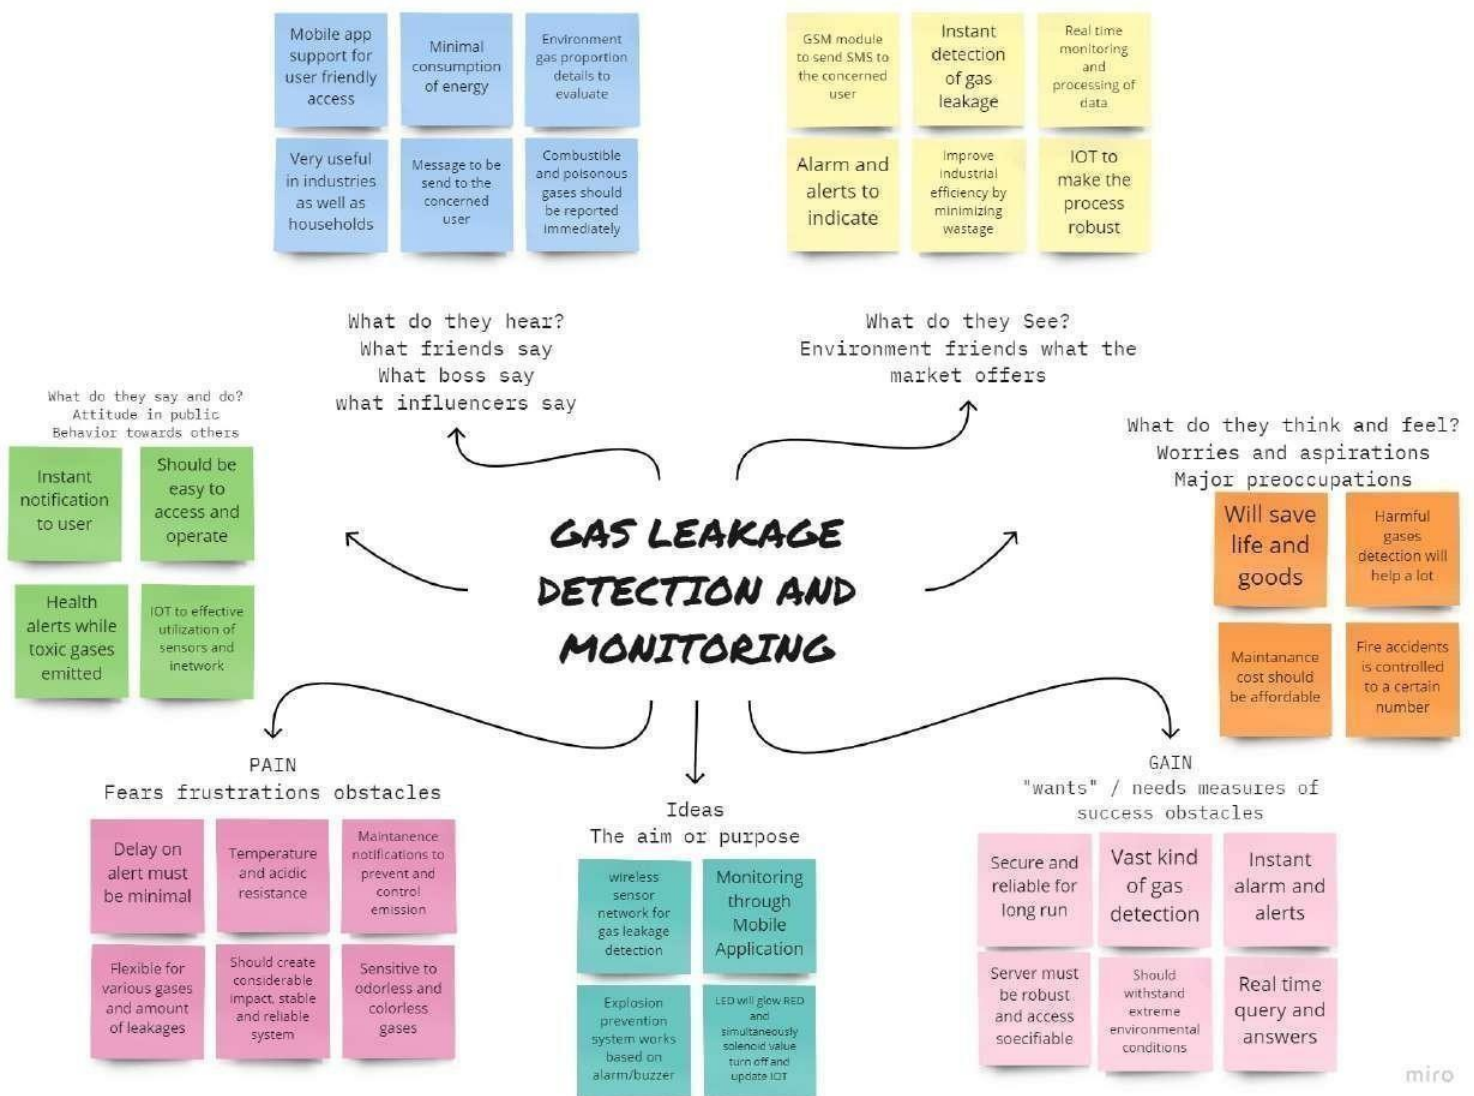 Mobile app
support for
user friendly
access
Minimal
consumption
of energy
Environment
gas proportion
details to
evaluate
Very useful
in industries
as well as
households
Message to be
send to the
concerned
user
Combustible
and poisonous
gases should
be reported
immediately
GSM module
to send SMS to
the concerned
user
Instant
detection
of gas
leakage
Real time
monitoring
and
processing of
data
Alarm and
alerts to
indicate
Improve
industrial
efficiency by
minimizing
wastage
IOT to
make the
process
robust
What do they hear?
What friends say
What boss say
what influencers say
What do they See?
Environment friends what the
market offers
What do they say and do?
Attitude in public
Behavior towards others
Instant
notification
to user
Should be
easy to
access and
operate
Health
alerts while
toxic gases
emitted
IOT to effective
utilization of
sensors and
inetwork
What do they think and feel?
Worries and aspirations
Major preoccupations
Will save
life and
goods
Harmful
gases
detection will
help a lot
Maintanance
cost should
be affordable
Fire accidents
is controlled
to a certain
number
GAS LEAKAGE
DETECTION AND
MONITORING
PAIN
Fears frustrations obstacles
Delay on
alert must
be minimal
Temperature
and acidic
resistance
Maintanence
notifications to
prevent and
control
emission
Flexible for
various gases
and amount
of leakages
Should create
considerable
impact, stable
and reliable
system
Sensitive to
odorless and
colorless
gases
Ideas
The aim or purpose
wireless
sensor
network for
gas leakage
detection
Monitoring
through
Mobile
Application
Explosion
prevention
system works
based on
alarm/buzzer
LED will glow RED
and
simultaneously
solenoid value
turn off and
update IOT
GAIN
"wants" / needs measures of
success obstacles
Secure and
reliable for
long run
Vast kind
of gas
detection
Instant
alarm and
alerts
Server must
be robust
and access
soecifiable
Should
withstand
extreme
environmental
conditions
Real time
query and
answers
miro